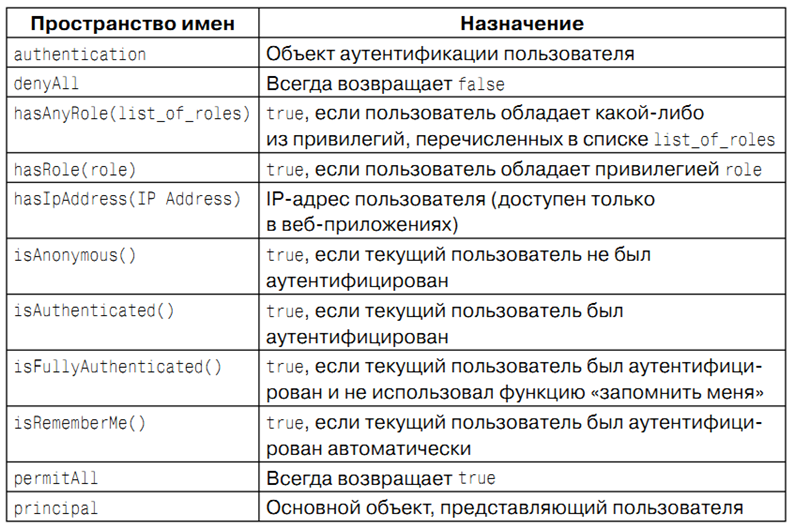 Пространство имен Назначение
authentication Объект аутентификации пользователя
denyAll Всегда возвращает false
hasAnyRole(list_of_roles) true, если пользователь обладает какой-либо
из привилегий, перечисленных в списке list_of_roles
hasRole(role) true, если пользователь обладает привилегией role
hasIpAddress(IP Address) IP-адрес пользователя (доступен только
в веб-приложениях)
isAnonymous() true, если текущий пользователь не был
аутентифицирован
isAuthenticated() true, если текущий пользователь был
аутентифицирован
isFullyAuthenticated() true, если текущий пользователь был аутентифици-
рован и не использовал функцию «запомнить меня»
isRememberMe() true, если текущий пользователь был аутентифици-
рован автоматически
permitAll Всегда возвращает true
principal Основной объект, представляющий пользователя